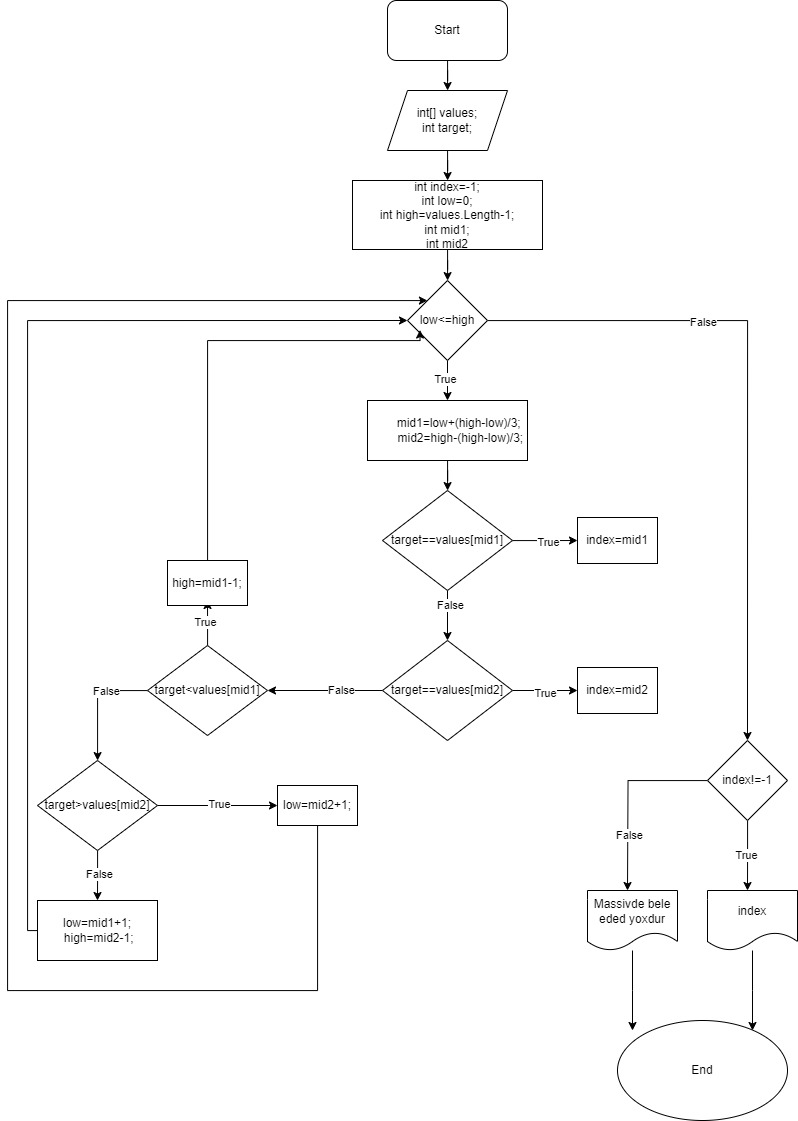 Start
int[] values;
int target;
int index=-1;
int low=0;
int high=values.Length-1;
int mid1;
int mid2
low<=high
False
True
mid1=low+(high-low)/3;
mid2=high-(high-low)/3;
target==values[mid1]
True
index=mid1
False
high=mid1-1;
True
target<values[mid1]
False
target==values[mid2]
True
index=mid2
False
target>values[mid2]
True
low=mid2+1;
False
low=mid1+1;
high=mid2-1;
index!=-1
False
True
Massivde bele
eded yoxdur
index
End